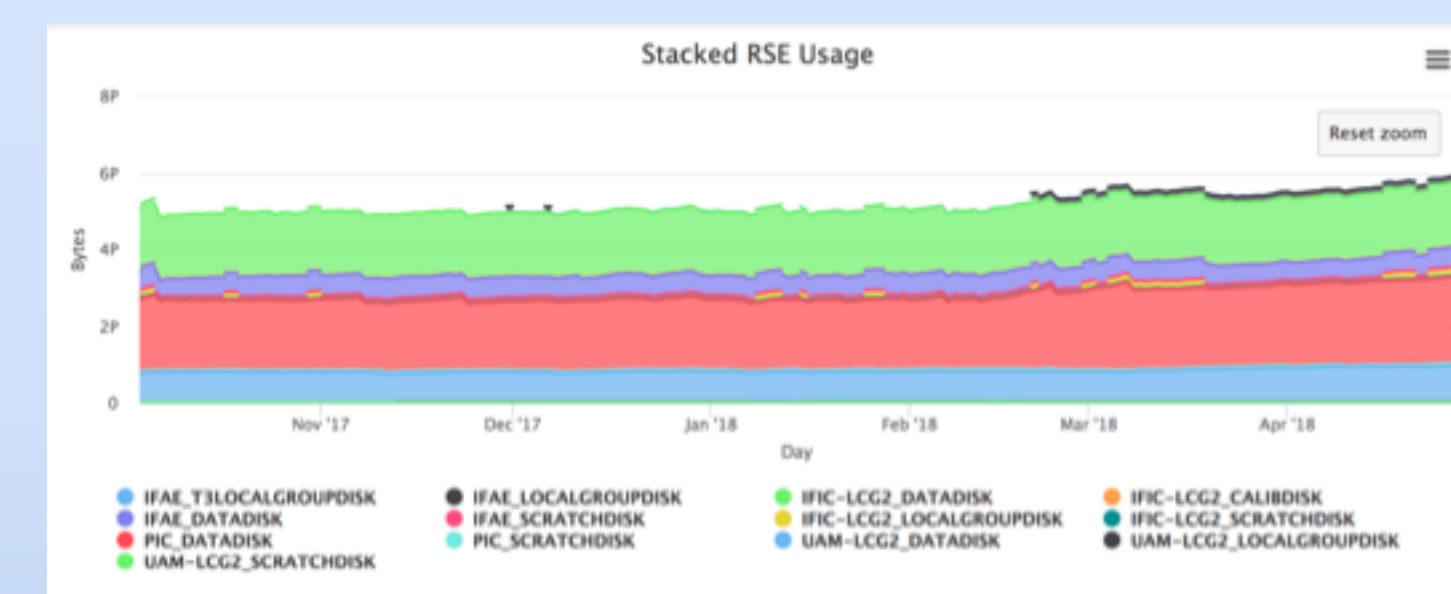 Stacked RSE Usage
8P
Reset zoom
6P
4P
2P
0
Bytes
Nov '17 Dec '17 Jan '18 Feb '18 Mar '18 Apr '18
Day
IFAE_T3LOCALGROUPDISK IFAE_LOCALGROUPDISK IFIC-LCG2_DATADISK IFIC-LCG2_CALIBDISK
IFAE_DATADISK IFAE_SCRATCHDISK IFIC-LCG2_LOCALGROUPDISK IFIC-LCG2_SCRATCHDISK
PIC_DATADISK PIC_SCRATCHDISK UAM-LCG2_DATADISK UAM-LCG2_LOCALGROUPDISK
UAM-LCG2_SCRATCHDISK